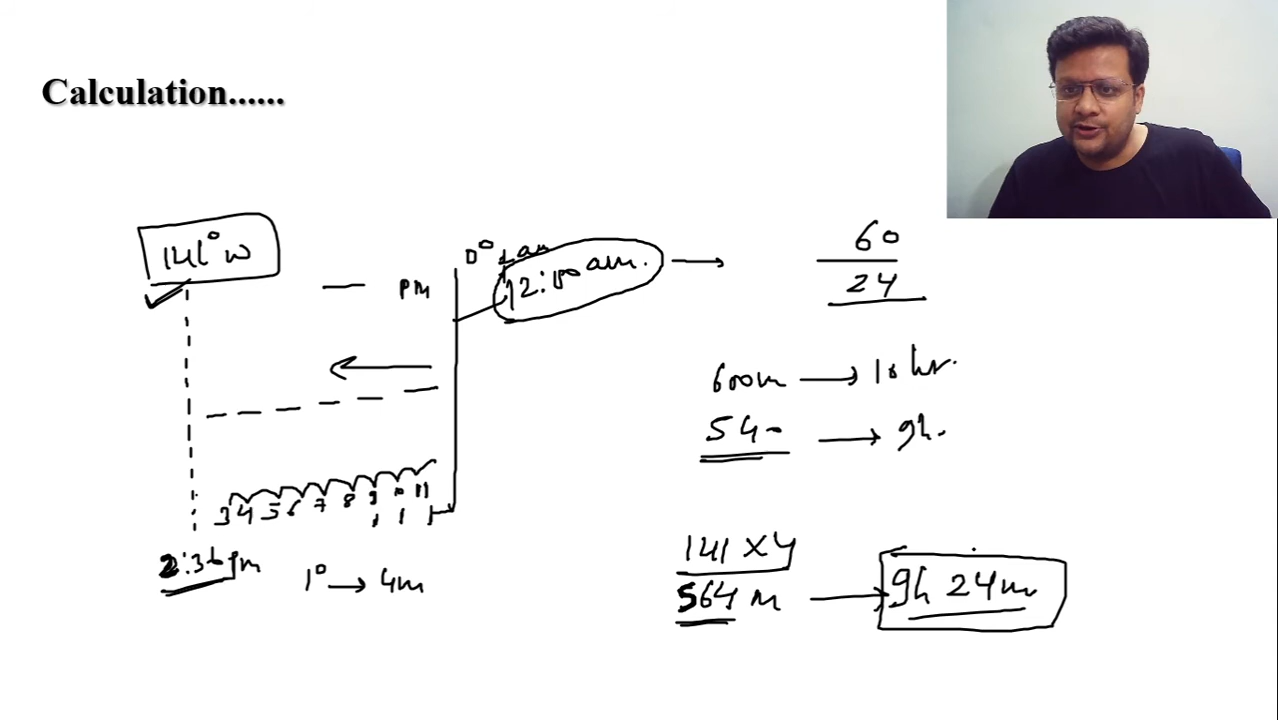 Calculation......
141° W
0°
12:00 am.
PM
60
24
600m → 10 hr.
540 → 9h.
3 4 5 6 7 8 9 10 11
2:36 pm
1° → 4m
141 X 4
564 m → 9h 24m